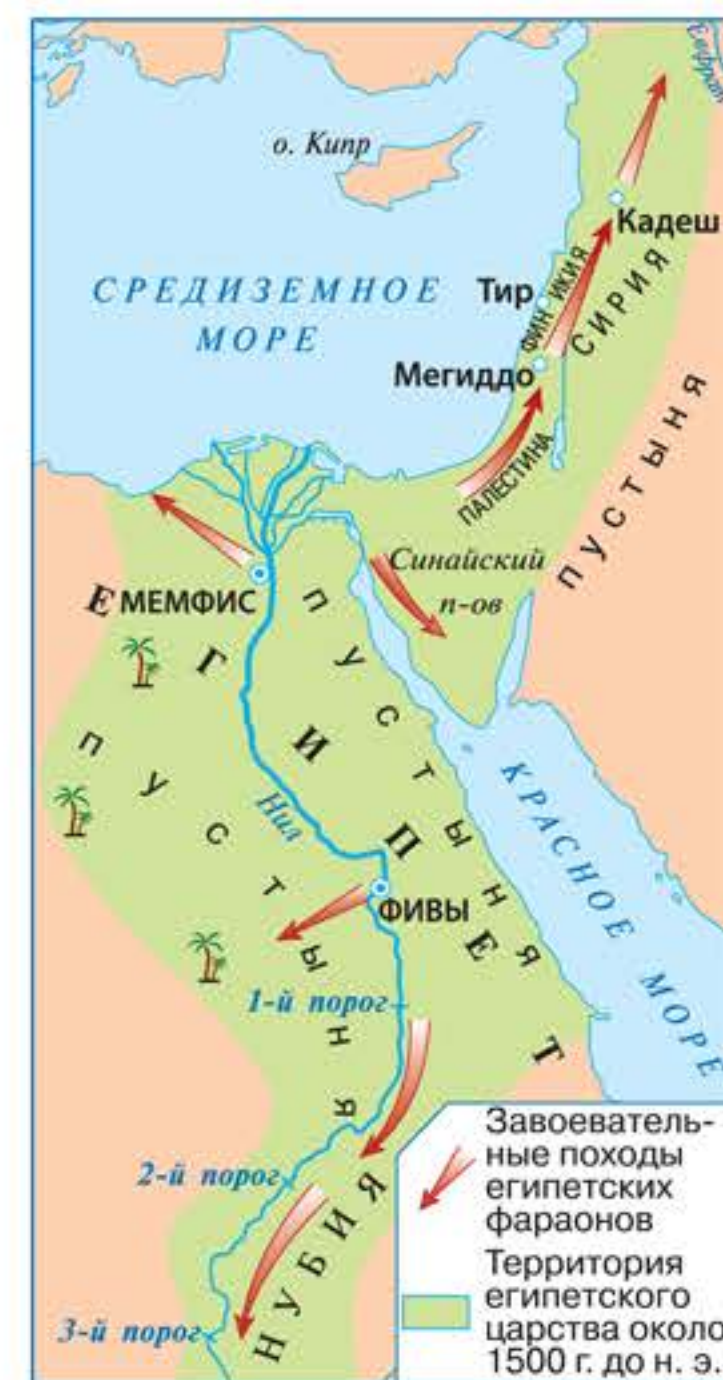 Евфрат
о. Кипр
Кадеш
СРЕДИЗЕМНОЕ
МОРЕ
Тир
ФИНИКИЯ
СИРИЯ
Мегиддо
ПАЛЕСТИНА
ПУСТЫНЯ
Синайский
п-ов
МЕМФИС
ЕГИПЕТ
ПУСТЫНЯ
ПУСТЫНЯ
Нил
КРАСНОЕ МОРЕ
ФИВЫ
1-й порог
2-й порог
НУБИЯ
3-й порог
Завоеватель-
ные походы
египетских
фараонов
Территория
египетского
царства около
1500 г. до н. э.